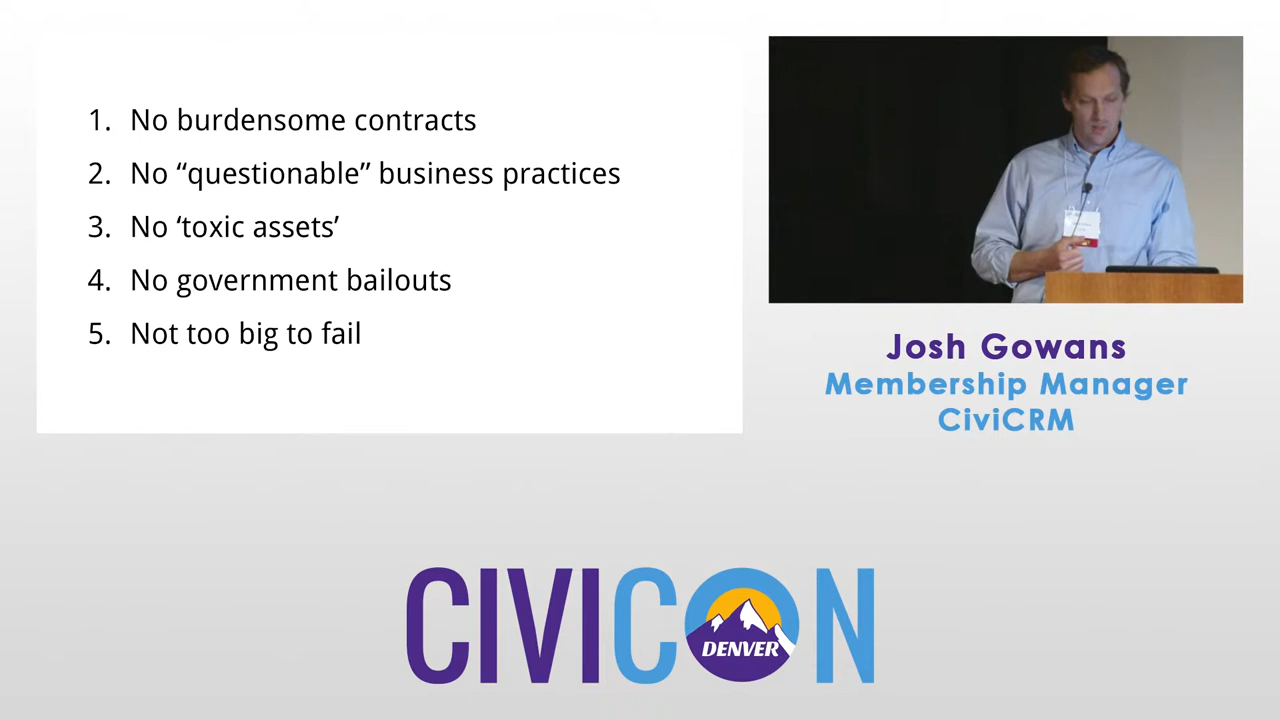 1. No burdensome contracts
2. No “questionable” business practices
3. No ‘toxic assets’
4. No government bailouts
5. Not too big to fail
Josh Gowans
Membership Manager
CiviCRM
CIVICON
DENVER